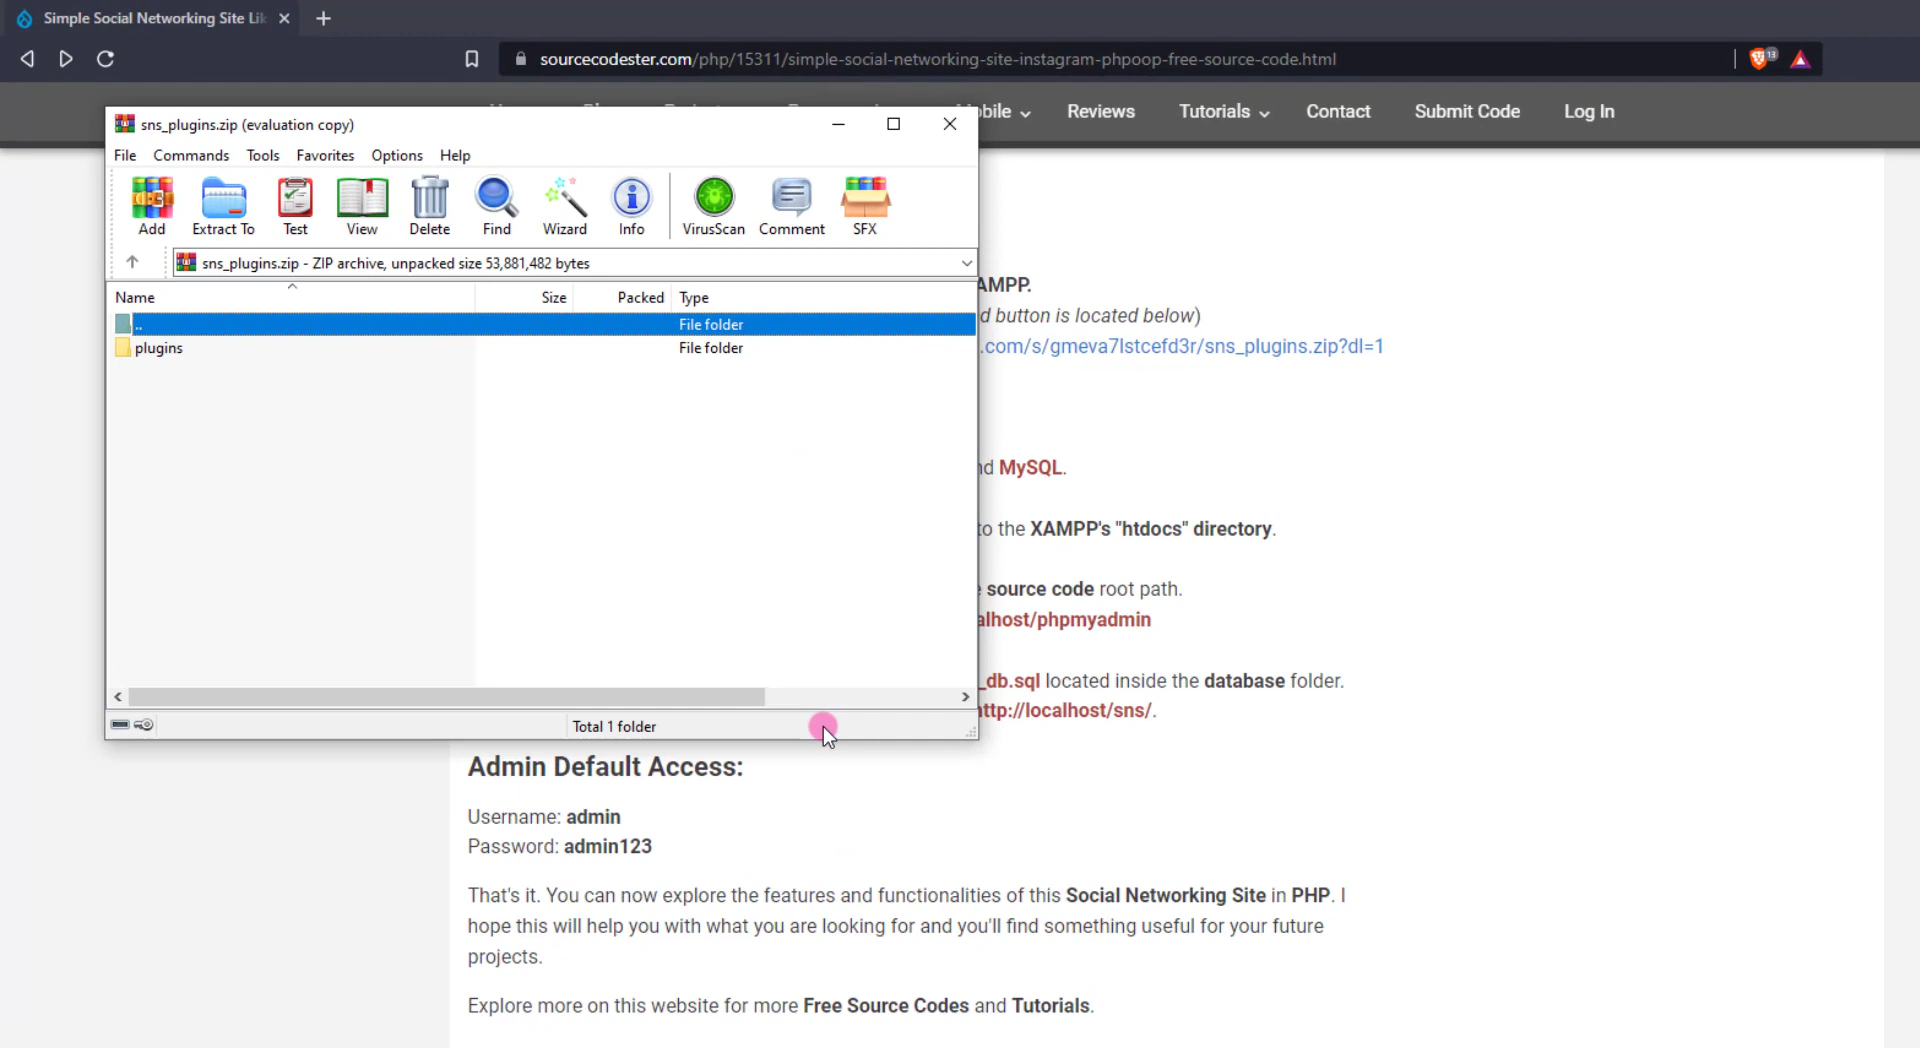 Simple Social Networking Site Lik
sourcecodester.com/php/15311/simple-social-networking-site-instagram-phpoop-free-source-code.html
13
Reviews
Tutorials
Contact
Submit Code
Log In
sns_plugins.zip (evaluation copy)
File Commands Tools Favorites Options Help
Add
Extract To
Test
View
Delete
Find
Wizard
Info
VirusScan
Comment
SFX
sns_plugins.zip - ZIP archive, unpacked size 53,881,482 bytes
Name Size Packed Type
.. File folder
plugins File folder
Total 1 folder
AMPP.
d button is located below)
.com/s/gmeva7lstcefd3r/sns_plugins.zip?dl=1
nd MySQL.
to the XAMPP's "htdocs" directory.
source code root path.
alhost/phpmyadmin
_db.sql located inside the database folder.
http://localhost/sns/.
Admin Default Access:
Username: admin
Password: admin123
That's it. You can now explore the features and functionalities of this Social Networking Site in PHP. I
hope this will help you with what you are looking for and you'll find something useful for your future
projects.
Explore more on this website for more Free Source Codes and Tutorials.